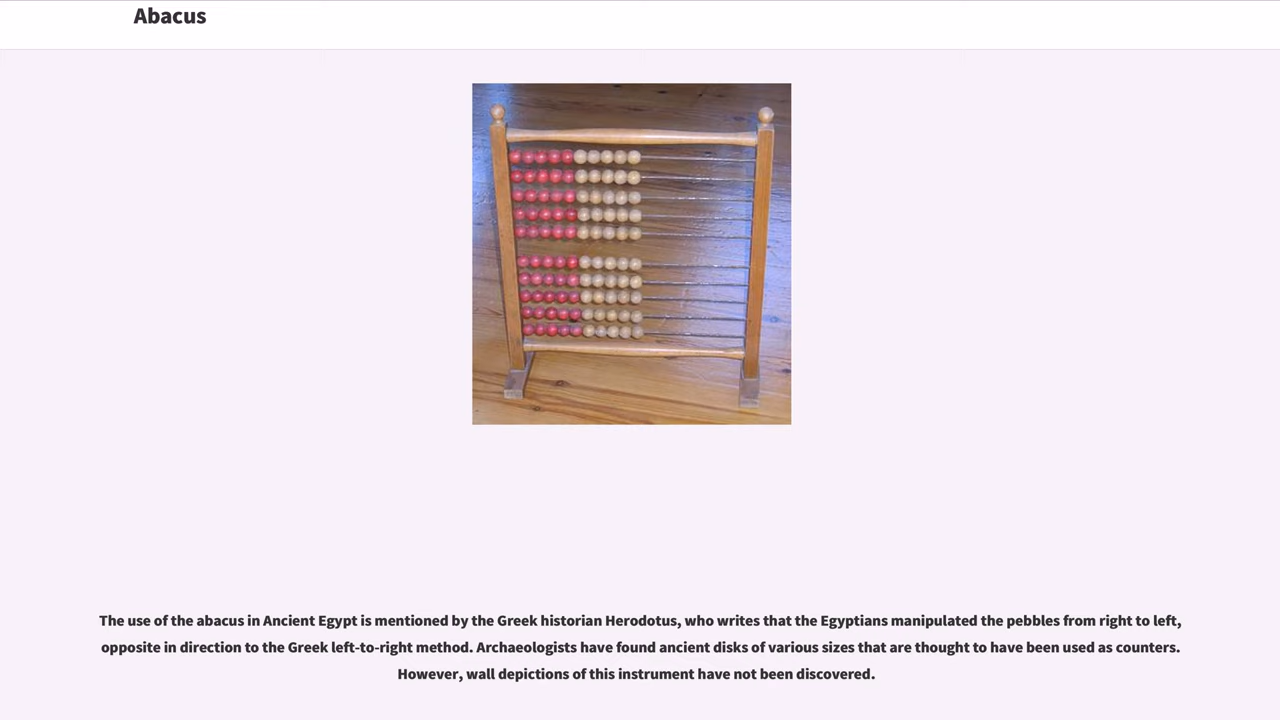 Abacus
The use of the abacus in Ancient Egypt is mentioned by the Greek historian Herodotus, who writes that the Egyptians manipulated the pebbles from right to left,
opposite in direction to the Greek left-to-right method. Archaeologists have found ancient disks of various sizes that are thought to have been used as counters.
However, wall depictions of this instrument have not been discovered.